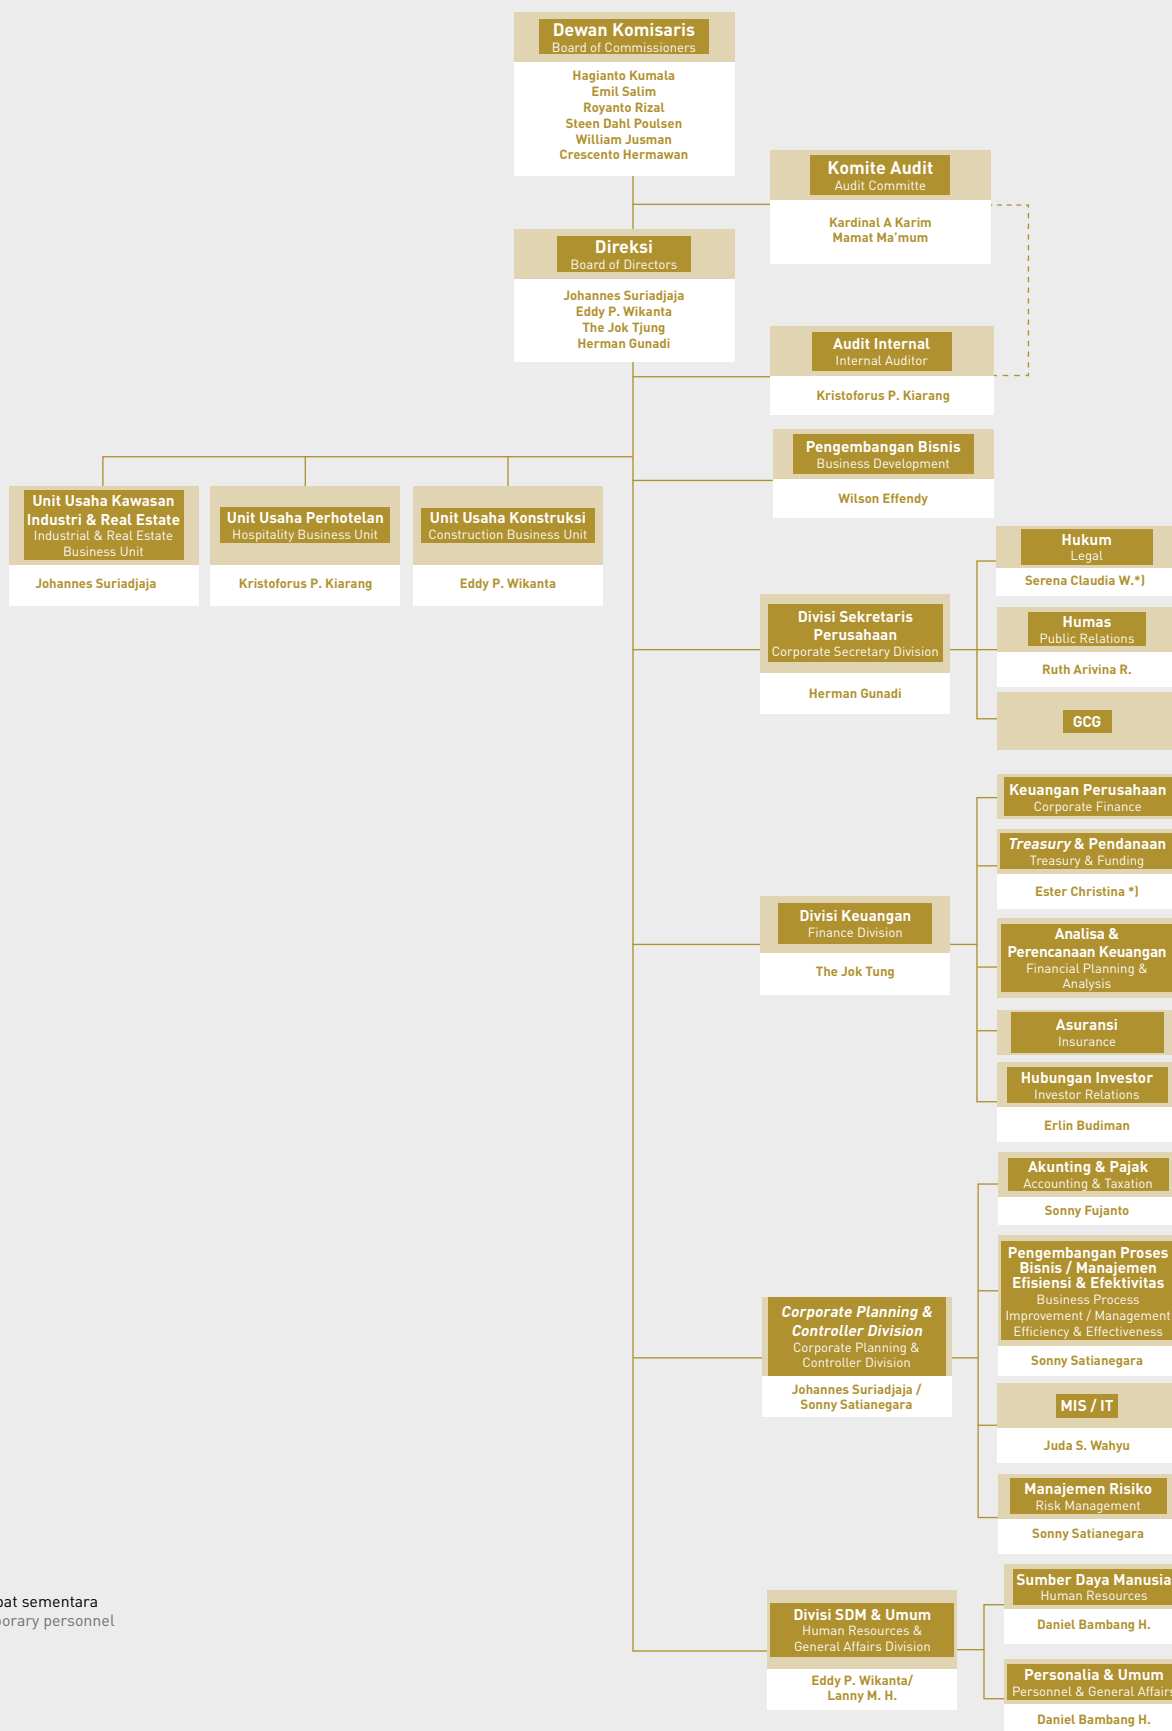 Dewan Komisaris
Board of Commissioners
Hagianto Kumala
Emil Salim
Royanto Rizal
Steen Dahl Poulsen
William Jusman
Crescento Hermawan
Komite Audit
Audit Committe
Kardinal A Karim
Mamat Ma'mum
Direksi
Board of Directors
Johannes Suriadjaja
Eddy P. Wikanta
The Jok Tjung
Herman Gunadi
Audit Internal
Internal Auditor
Kristoforus P. Kiarang
Pengembangan Bisnis
Business Development
Wilson Effendy
Unit Usaha Kawasan
Industri & Real Estate
Industrial & Real Estate
Business Unit
Johannes Suriadjaja
Unit Usaha Perhotelan
Hospitality Business Unit
Kristoforus P. Kiarang
Unit Usaha Konstruksi
Construction Business Unit
Eddy P. Wikanta
Divisi Sekretaris
Perusahaan
Corporate Secretary Division
Herman Gunadi
Hukum
Legal
Serena Claudia W.*)
Humas
Public Relations
Ruth Arivina R.
GCG
Divisi Keuangan
Finance Division
The Jok Tung
Keuangan Perusahaan
Corporate Finance
Treasury & Pendanaan
Treasury & Funding
Ester Christina *)
Analisa &
Perencanaan Keuangan
Financial Planning &
Analysis
Asuransi
Insurance
Hubungan Investor
Investor Relations
Erlin Budiman
Corporate Planning &
Controller Division
Corporate Planning &
Controller Division
Johannes Suriadjaja /
Sonny Satianegara
Akunting & Pajak
Accounting & Taxation
Sonny Fujanto
Pengembangan Proses
Bisnis / Manajemen
Efisiensi & Efektivitas
Business Process
Improvement / Management
Efficiency & Effectiveness
Sonny Satianegara
MIS / IT
Juda S. Wahyu
Manajemen Risiko
Risk Management
Sonny Satianegara
Divisi SDM & Umum
Human Resources &
General Affairs Division
Eddy P. Wikanta/
Lanny M. H.
Sumber Daya Manusia
Human Resources
Daniel Bambang H.
Personalia & Umum
Personnel & General Affairs
Daniel Bambang H.
bat sementara
orary personnel